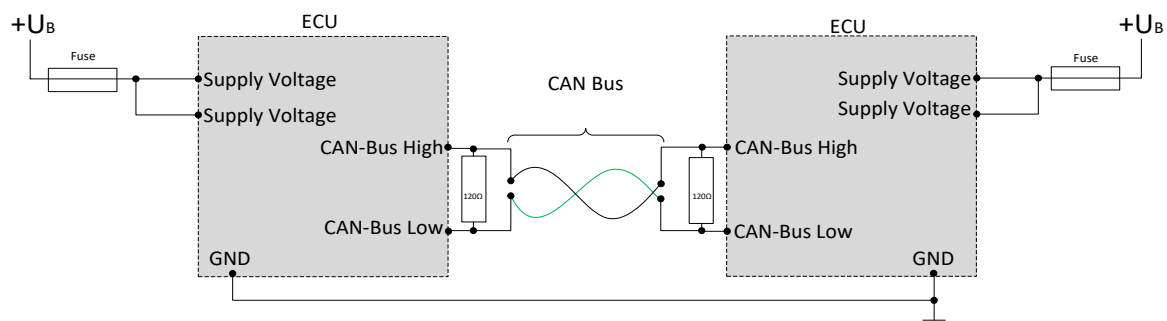 ECU
ECU
+UB
+UB
Fuse
Fuse
Supply Voltage
Supply Voltage
Supply Voltage
Supply Voltage
CAN Bus
CAN-Bus High
CAN-Bus High
120Ω
120Ω
CAN-Bus Low
CAN-Bus Low
GND
GND